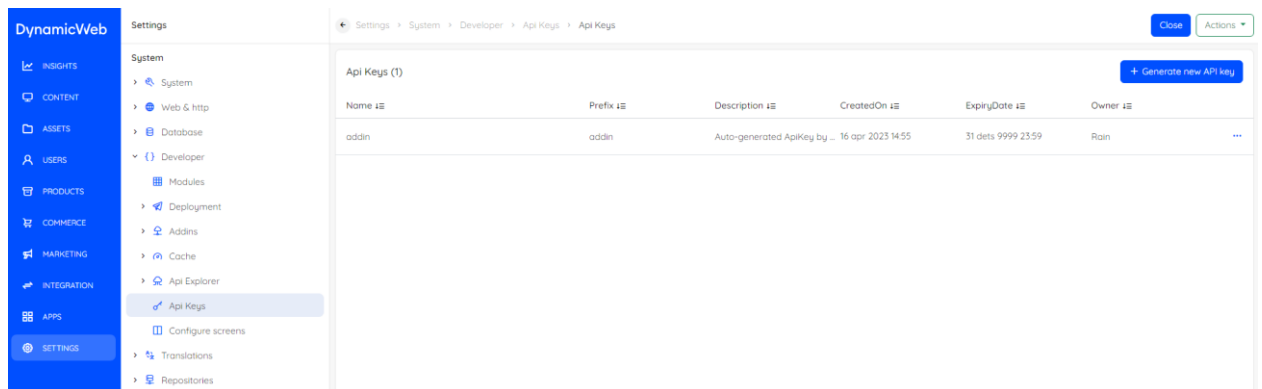 DynamicWeb
INSIGHTS
CONTENT
ASSETS
USERS
PRODUCTS
COMMERCE
MARKETING
INTEGRATION
APPS
SETTINGS
Settings
System
System
Web & http
Database
Developer
Modules
Deployment
Addins
Cache
Api Explorer
Api Keys
Configure screens
Translations
Repositories
Settings > System > Developer > Api Keys > Api Keys
Close Actions
Api Keys (1)
+ Generate new API key
Name Prefix Description CreatedOn ExpiryDate Owner
addin addin Auto-generated ApiKey by ... 16 apr 2023 14:55 31 dets 9999 23:59 Rain ...